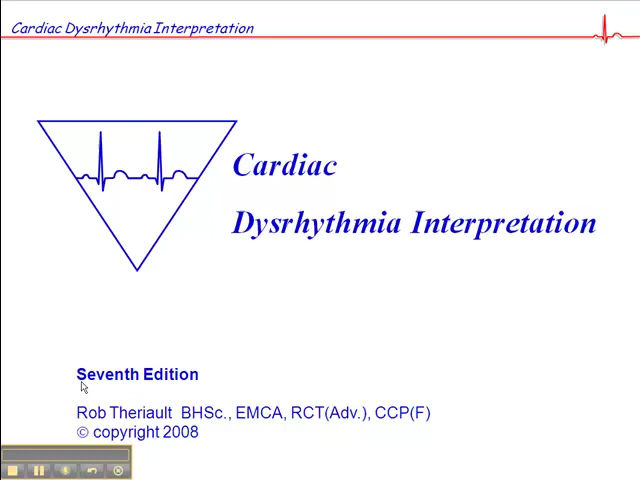 Cardiac Dysrhythmia Interpretation
Cardiac
Dysrhythmia Interpretation
Seventh Edition
Rob Theriault BHSc., EMCA, RCT(Adv.), CCP(F)
© copyright 2008